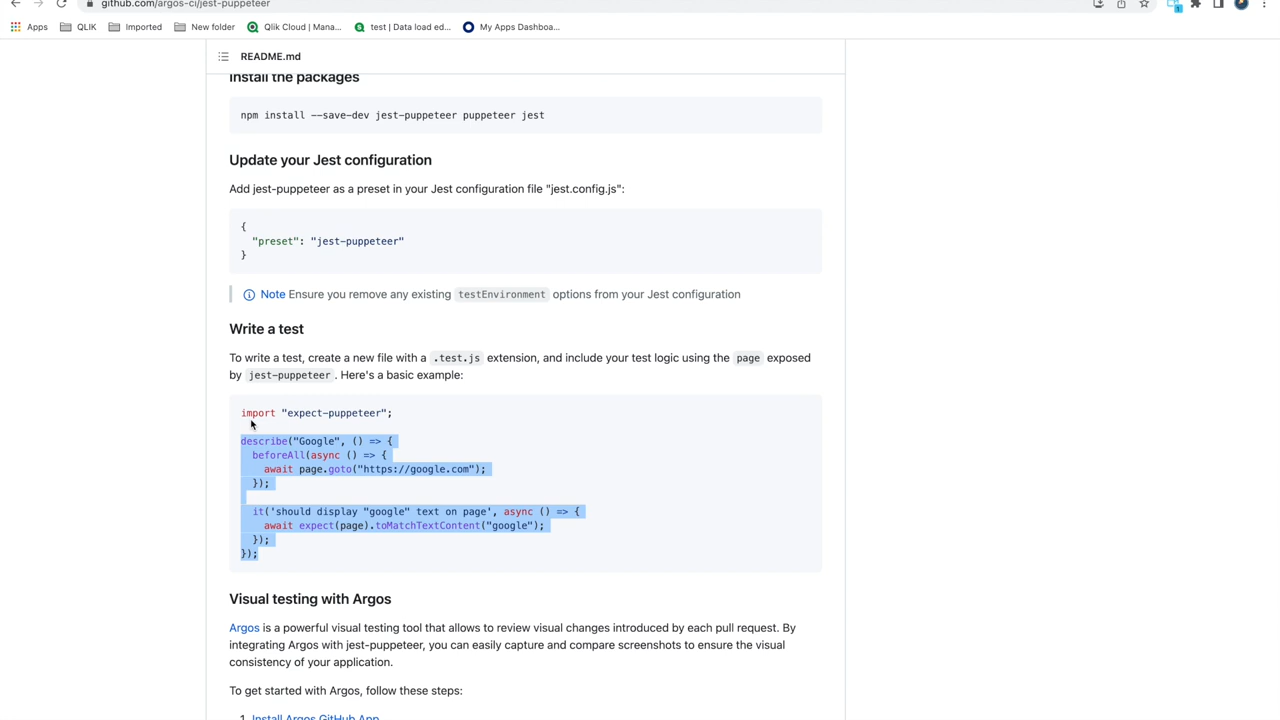 github.com/argos-ci/jest-puppeteer
Apps QLIK Imported New folder Qlik Cloud | Mana... test | Data load ed... My Apps Dashboa...
1
README.md
Install the packages
npm install --save-dev jest-puppeteer puppeteer jest
Update your Jest configuration
Add jest-puppeteer as a preset in your Jest configuration file "jest.config.js":
{
"preset": "jest-puppeteer"
}
Note Ensure you remove any existing testEnvironment options from your Jest configuration
Write a test
To write a test, create a new file with a .test.js extension, and include your test logic using the page exposed
by jest-puppeteer. Here's a basic example:
import "expect-puppeteer";
describe("Google", () => {
beforeAll(async () => {
await page.goto("https://google.com");
});
it('should display "google" text on page', async () => {
await expect(page).toMatchTextContent("google");
});
});
Visual testing with Argos
Argos is a powerful visual testing tool that allows to review visual changes introduced by each pull request. By
integrating Argos with jest-puppeteer, you can easily capture and compare screenshots to ensure the visual
consistency of your application.
To get started with Argos, follow these steps:
1. Install Argos GitHub App